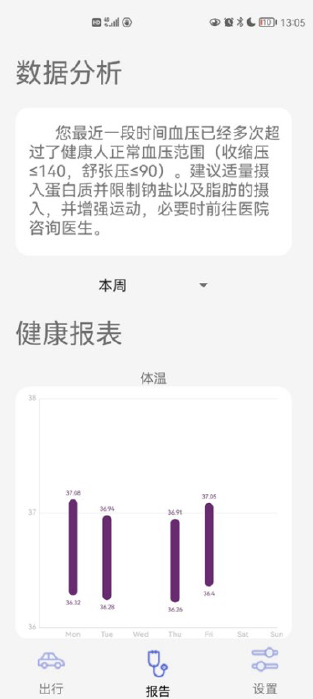 HD 13:05
数据分析
您最近一段时间血压已经多次超
过了健康人正常血压范围（收缩压
≤140，舒张压≤90）。建议适量摄
入蛋白质并限制钠盐以及脂肪的摄
入，并增强运动，必要时前往医院
咨询医生。
本周
健康报表
体温
38
37.08
36.94
36.91
37.05
37
36.32
36.28
36.26
36.4
36
Mon Tue Wed Thu Fri Sat Sun
出行 报告 设置